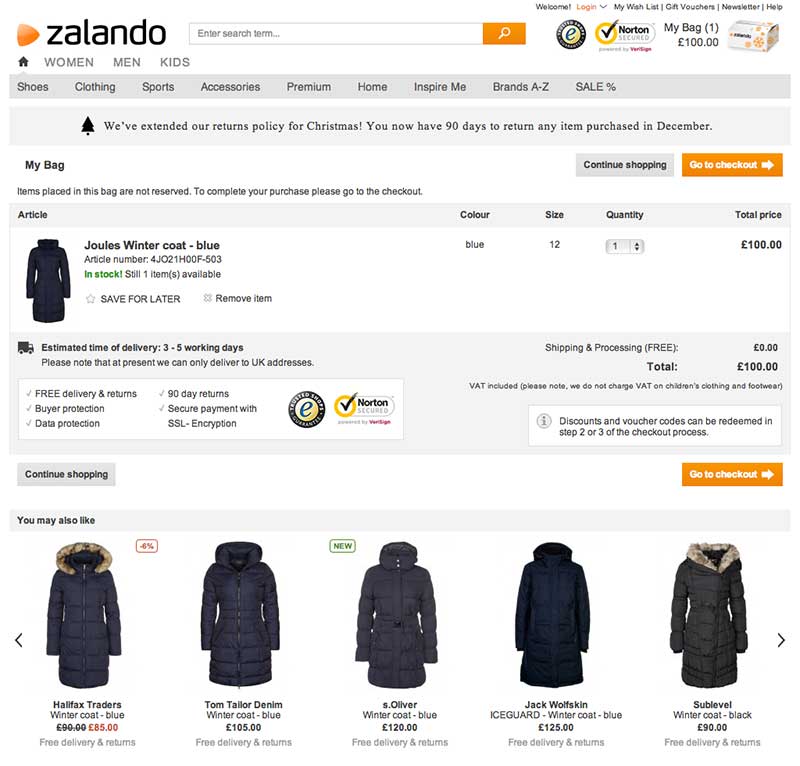 Welcome! Login My Wish List | Gift Vouchers | Newsletter | Help
zalando
Enter search term...
TRUSTED SHOPS GUARANTEE
Norton
SECURED
powered by VeriSign
My Bag (1)
£100.00
zalando
WOMEN MEN KIDS
Shoes Clothing Sports Accessories Premium Home Inspire Me Brands A-Z SALE %
We've extended our returns policy for Christmas! You now have 90 days to return any item purchased in December.
My Bag
Continue shopping Go to checkout
Items placed in this bag are not reserved. To complete your purchase please go to the checkout.
Article Colour Size Quantity Total price
Joules Winter coat - blue blue 12 1 £100.00
Article number: 4JO21H00F-503
In stock! Still 1 item(s) available
SAVE FOR LATER Remove item
Estimated time of delivery: 3 - 5 working days
Please note that at present we can only deliver to UK addresses.
Shipping & Processing (FREE): £0.00
Total: £100.00
VAT included (please note, we do not charge VAT on children's clothing and footwear)
✓ FREE delivery & returns ✓ 90 day returns
✓ Buyer protection ✓ Secure payment with
✓ Data protection SSL- Encryption
TRUSTED SHOPS GUARANTEE
Norton
SECURED
powered by VeriSign
Discounts and voucher codes can be redeemed in
step 2 or 3 of the checkout process.
Continue shopping Go to checkout
You may also like
-6% NEW
Halifax Traders Tom Tailor Denim s.Oliver Jack Wolfskin Sublevel
Winter coat - blue Winter coat - blue Winter coat - blue ICEGUARD - Winter coat - blue Winter coat - black
£90.00 £85.00 £105.00 £120.00 £125.00 £90.00
Free delivery & returns Free delivery & returns Free delivery & returns Free delivery & returns Free delivery & returns